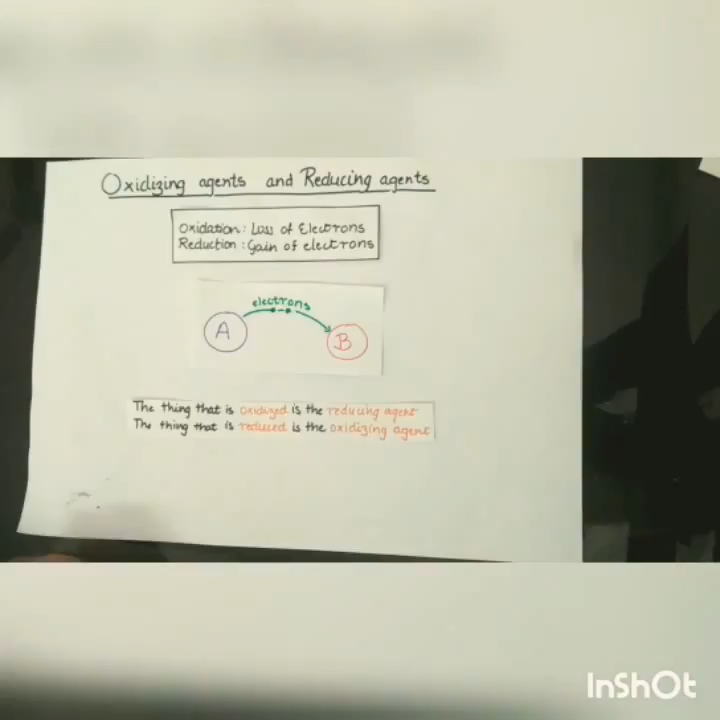 Oxidizing agents and Reducing agents
Oxidation: Loss of Electrons
Reduction: Gain of electrons
electrons
A
B
The thing that is oxidized is the reducing agent
The thing that is reduced is the oxidizing agent
InShOt